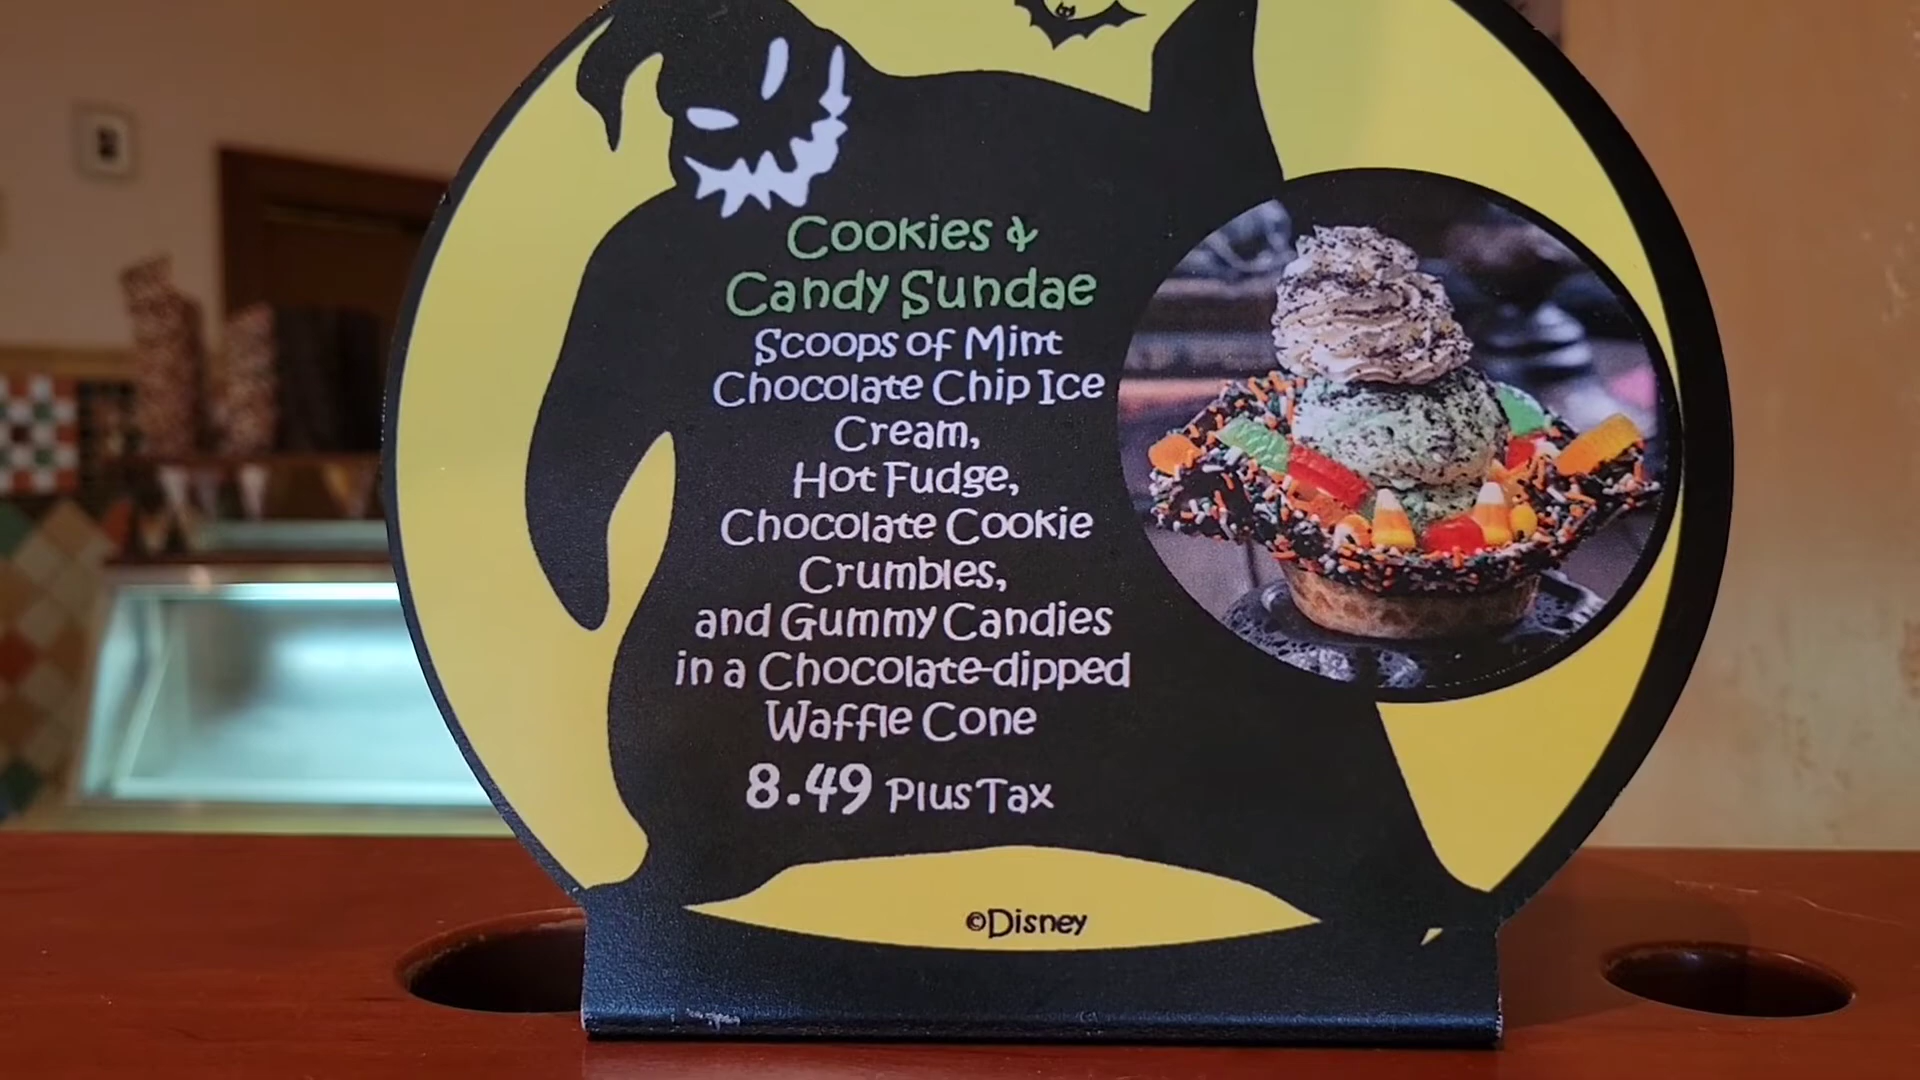 Cookies &
Candy Sundae
Scoops of Mint
Chocolate Chip Ice
Cream,
Hot Fudge,
Chocolate Cookie
Crumbles,
and Gummy Candies
in a Chocolate-dipped
Waffle Cone
8.49 Plus Tax
©Disney